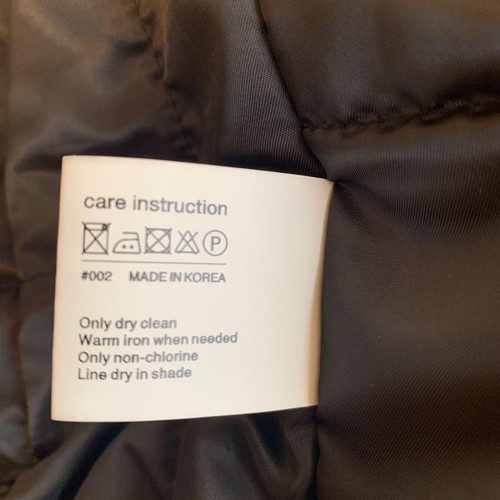 care instruction
P
#002 MADE IN KOREA
Only dry clean
Warm iron when needed
Only non-chlorine
Line dry in shade